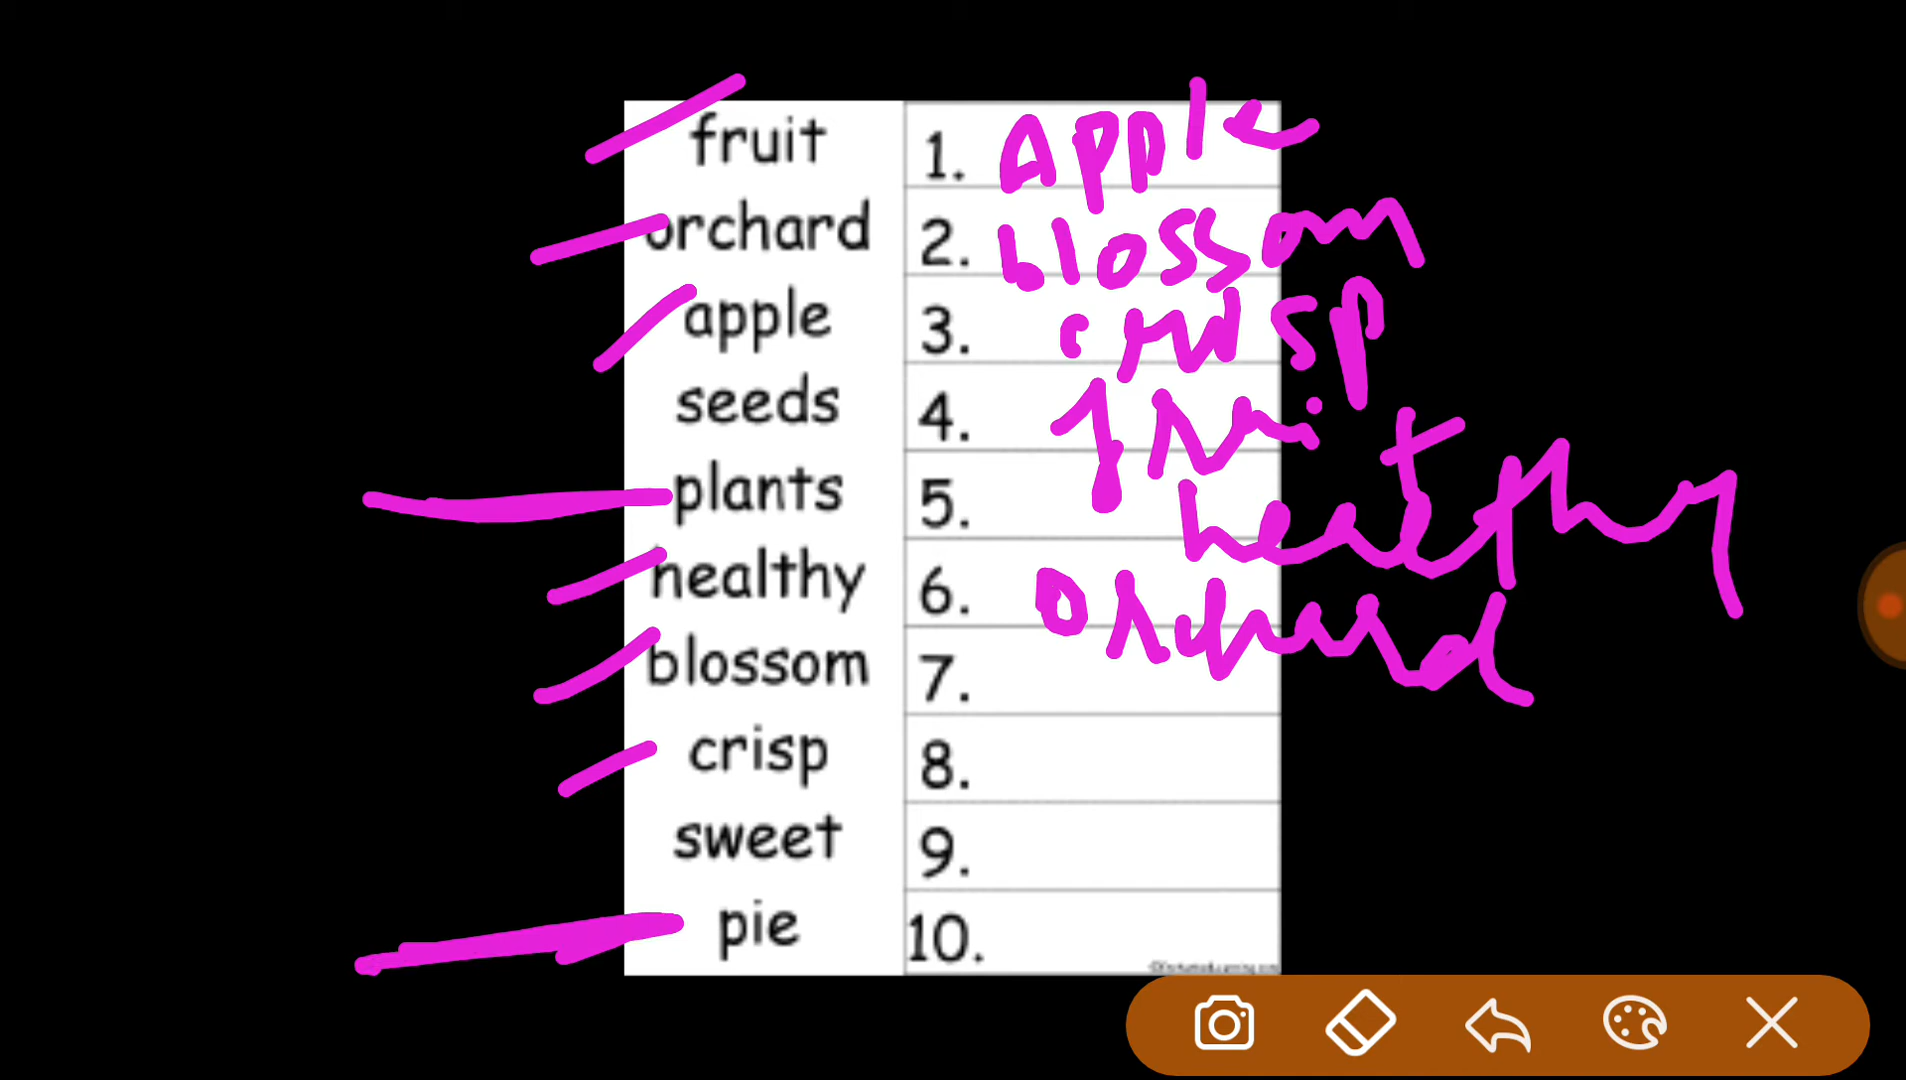 fruit 1. Apple
orchard 2. blossom
apple 3. crisp
seeds 4. fruit
plants 5. healthy
healthy 6. orchard
blossom 7.
crisp 8.
sweet 9.
pie 10.